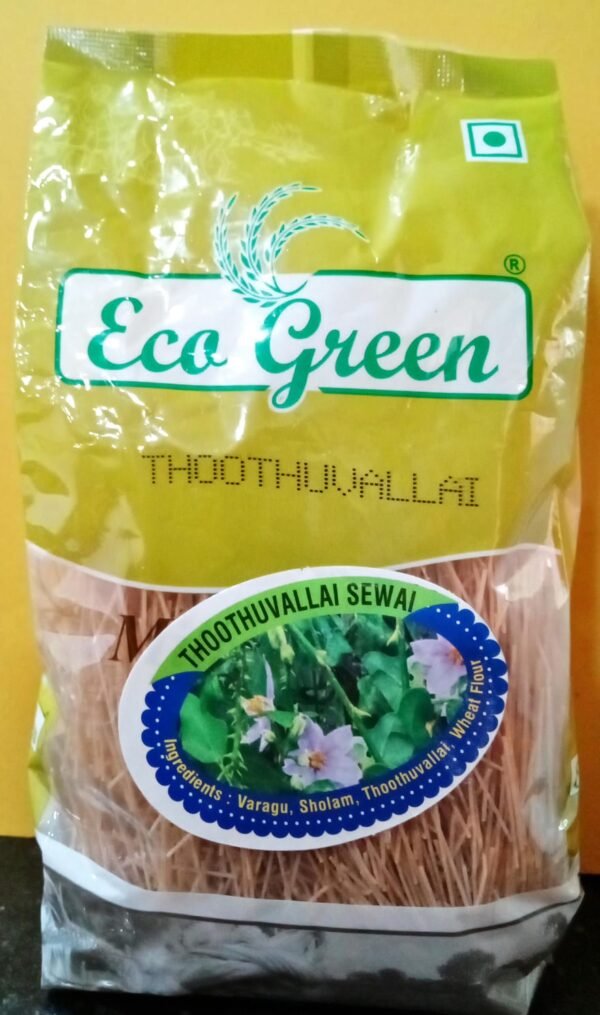 Eco Green ®
THOOTHUVALLAI
THOOTHUVALLAI SEWAI
Ingredients : Varagu, Sholam, Thoothuvallai, Wheat Flour